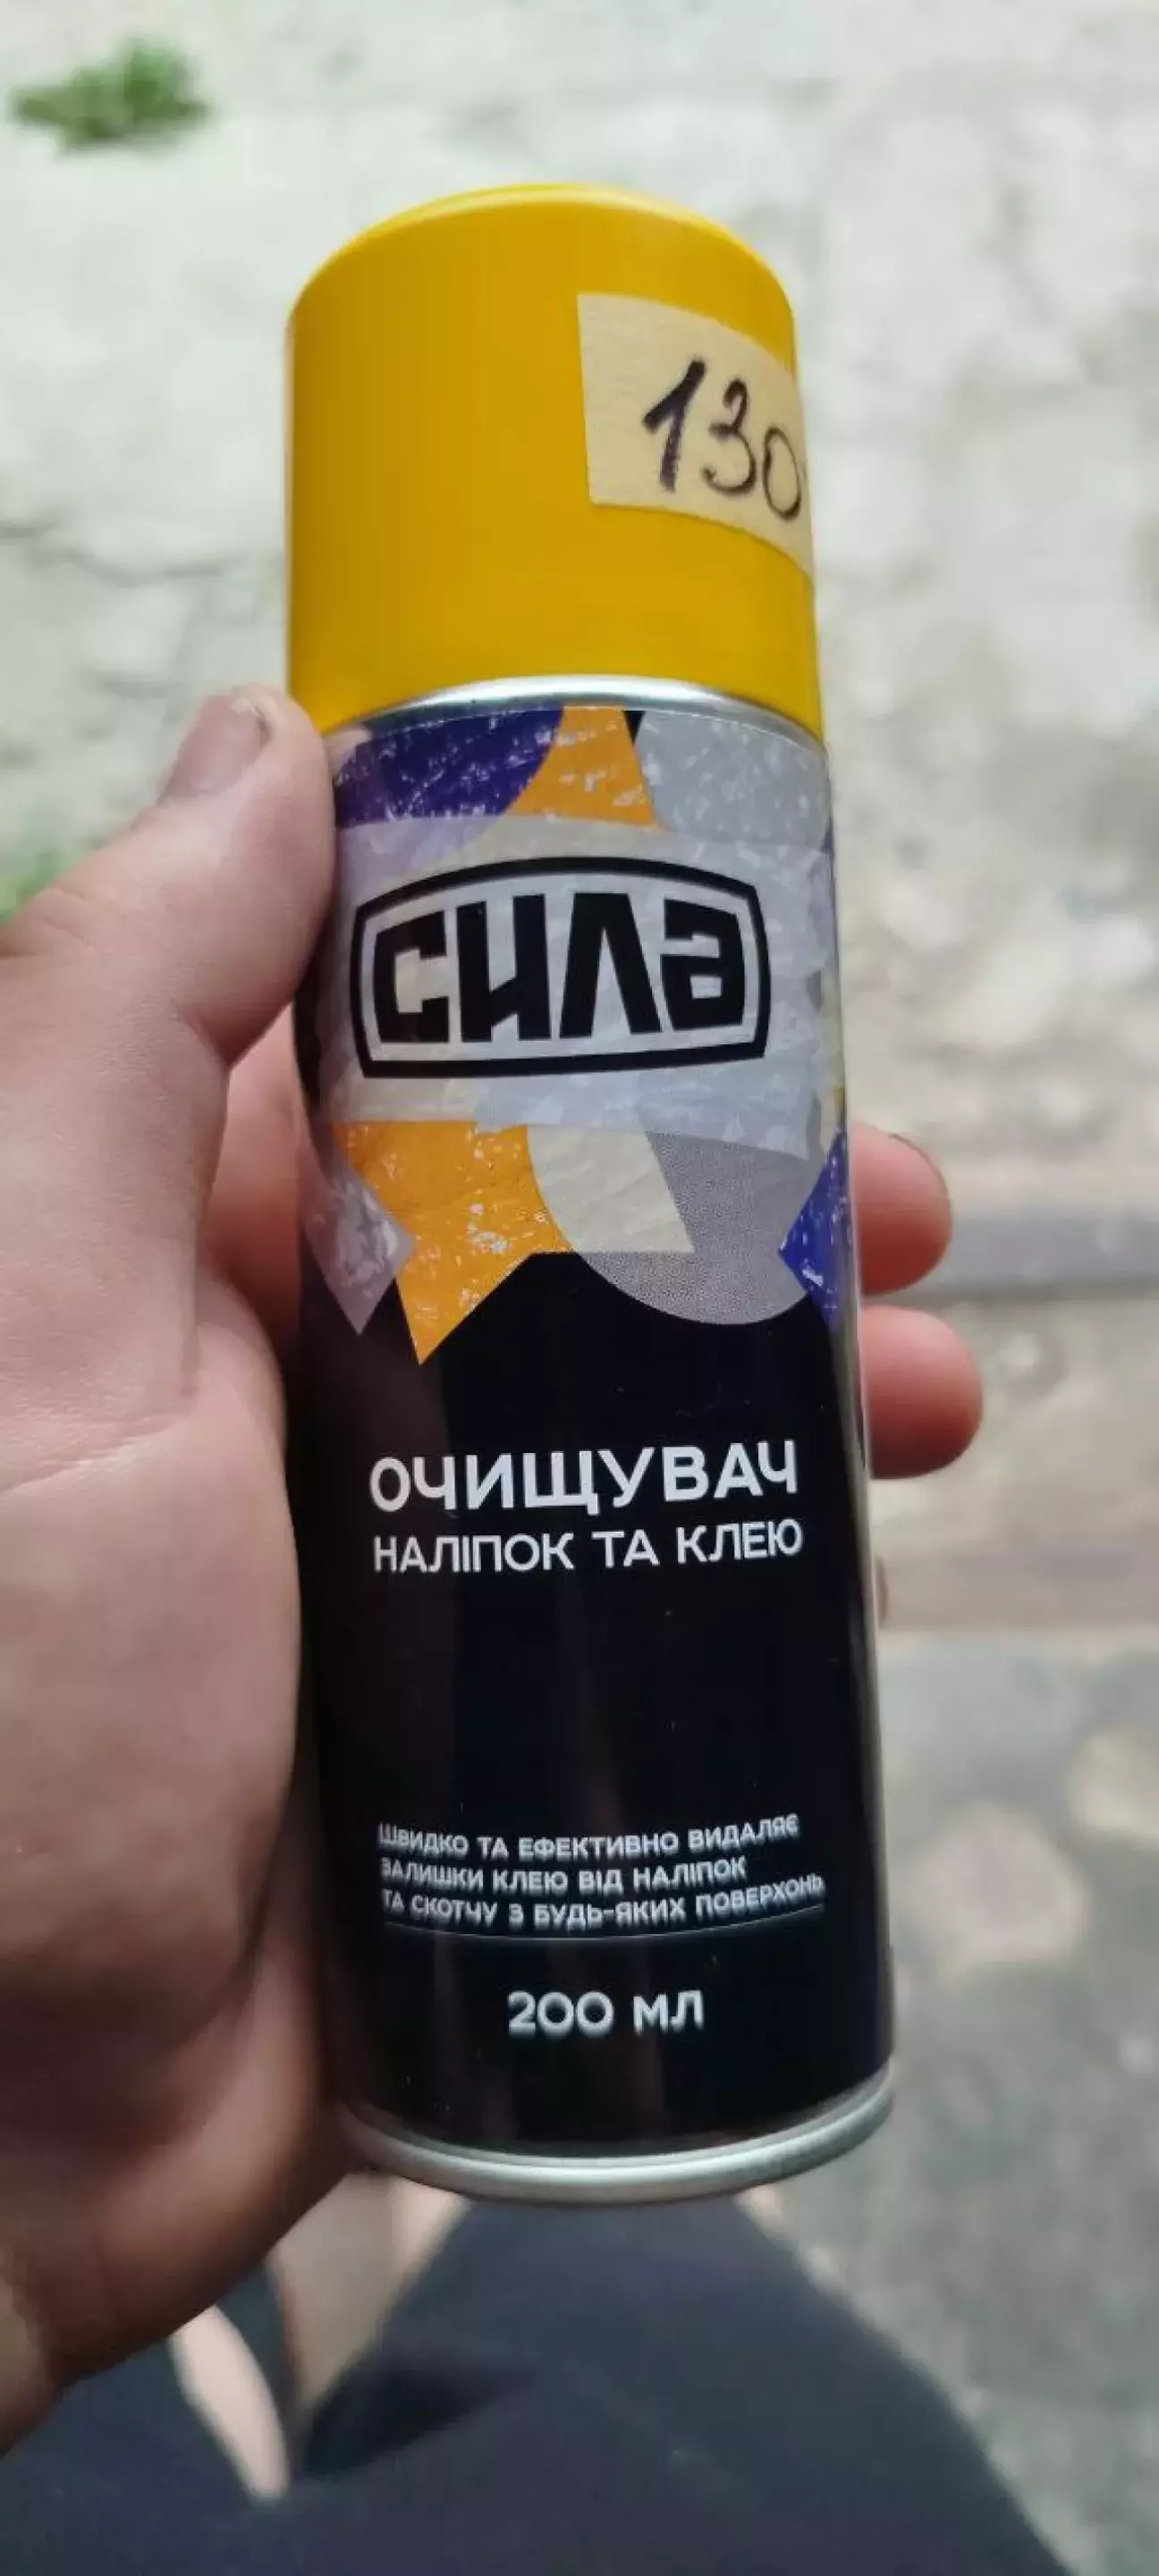 130
СИЛА
ОЧИЩУВАЧ
НАЛІПОК ТА КЛЕЮ
ШВИДКО ТА ЕФЕКТИВНО ВИДАЛЯЄ
ЗАЛИШКИ КЛЕЮ ВІД НАЛІПОК
ТА СКОТЧУ З БУДЬ-ЯКИХ ПОВЕРХОНЬ
200 МЛ